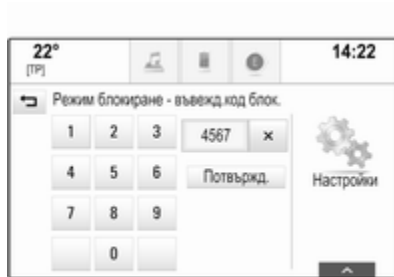 22° 14:22
[TP]
Режим блокиране - въвежд.код блок.
1 2 3 4567 ×
4 5 6 Потвържд.
Настройки
7 8 9
0